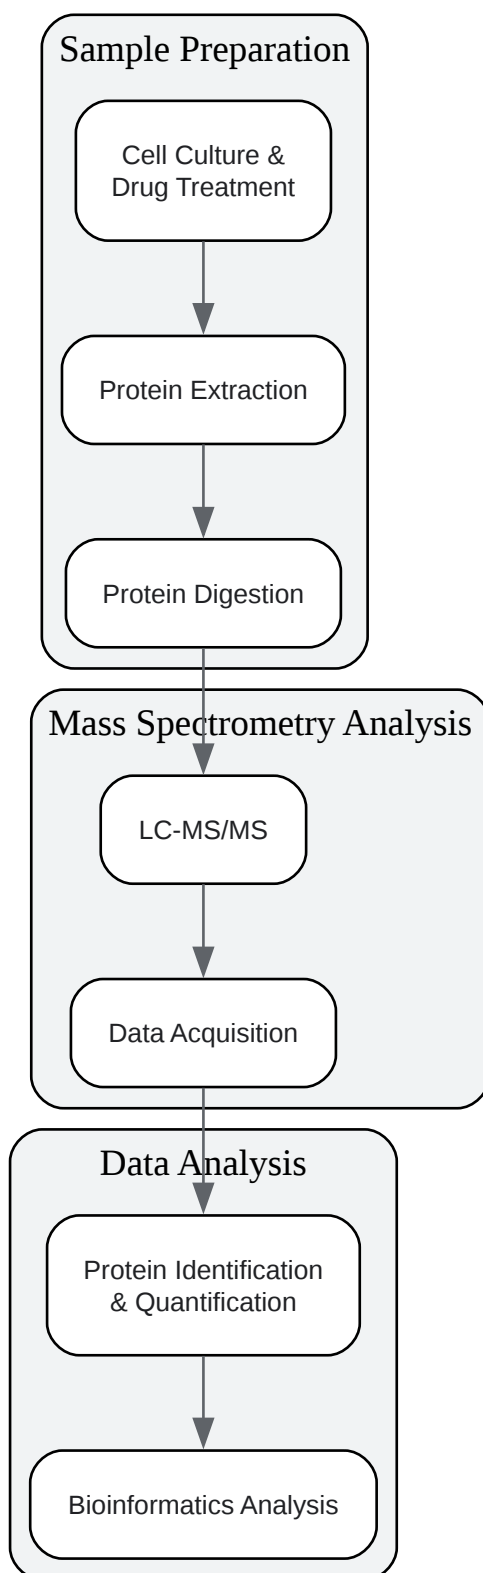 Sample Preparation
Cell Culture &
Drug Treatment
Protein Extraction
Protein Digestion
Mass Spectrometry Analysis
LC-MS/MS
Data Acquisition
Data Analysis
Protein Identification
& Quantification
Bioinformatics Analysis